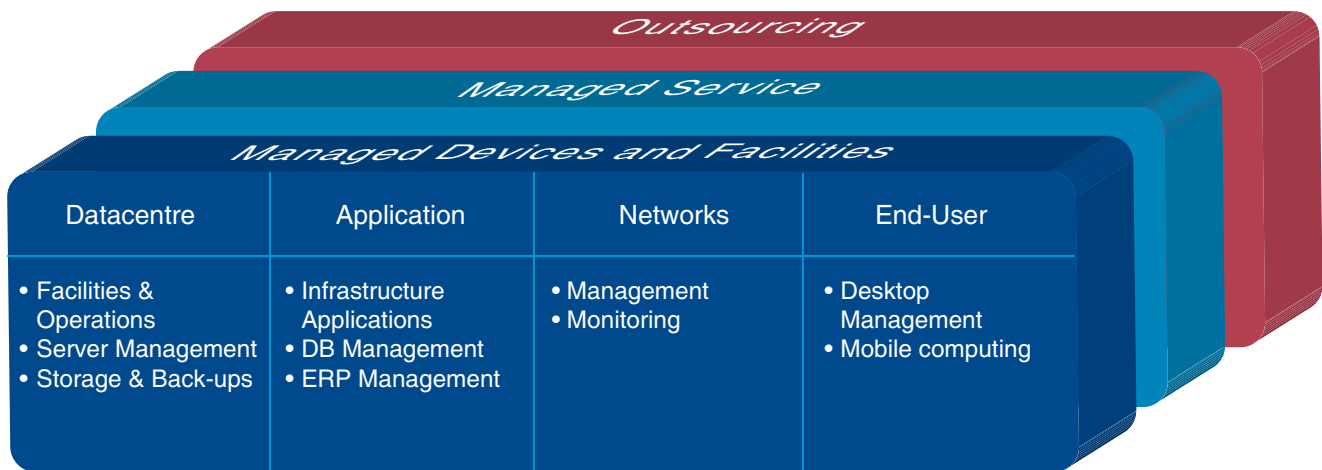 Outsourcing
Managed Service
Managed Devices and Facilities
Datacentre
Application
Networks
End-User
• Facilities &
Operations
• Server Management
• Storage & Back-ups
• Infrastructure
Applications
• DB Management
• ERP Management
• Management
• Monitoring
• Desktop
Management
• Mobile computing